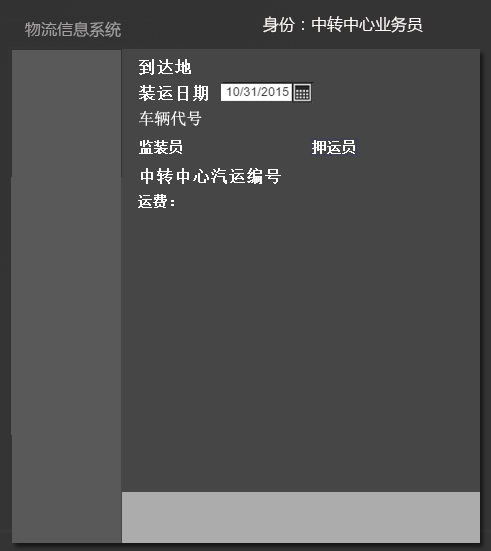 物流信息系统
身份：中转中心业务员
到达地
装运日期 10/31/2015
车辆代号
监装员 押运员
中转中心汽运编号
运费：